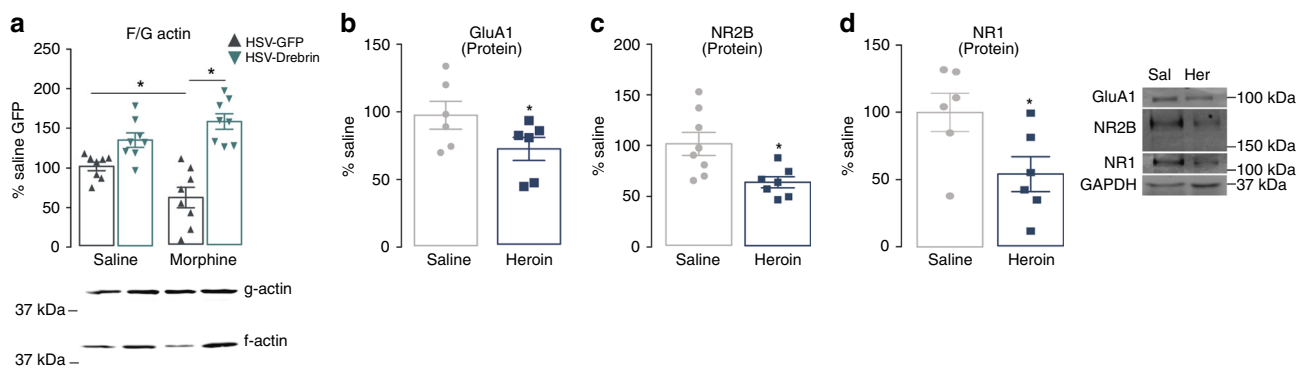 a
F/G actin
HSV-GFP
HSV-Drebrin
% saline GFP
250
200
150
100
50
0
*
*
Saline
Morphine
g-actin
37 kDa
f-actin
37 kDa
b
GluA1
(Protein)
% saline
150
100
50
0
*
Saline
Heroin
c
NR2B
(Protein)
% saline
200
150
100
50
0
*
Saline
Heroin
d
NR1
(Protein)
% saline
150
100
50
0
*
Saline
Heroin
Sal Her
GluA1
100 kDa
NR2B
150 kDa
NR1
100 kDa
GAPDH
37 kDa